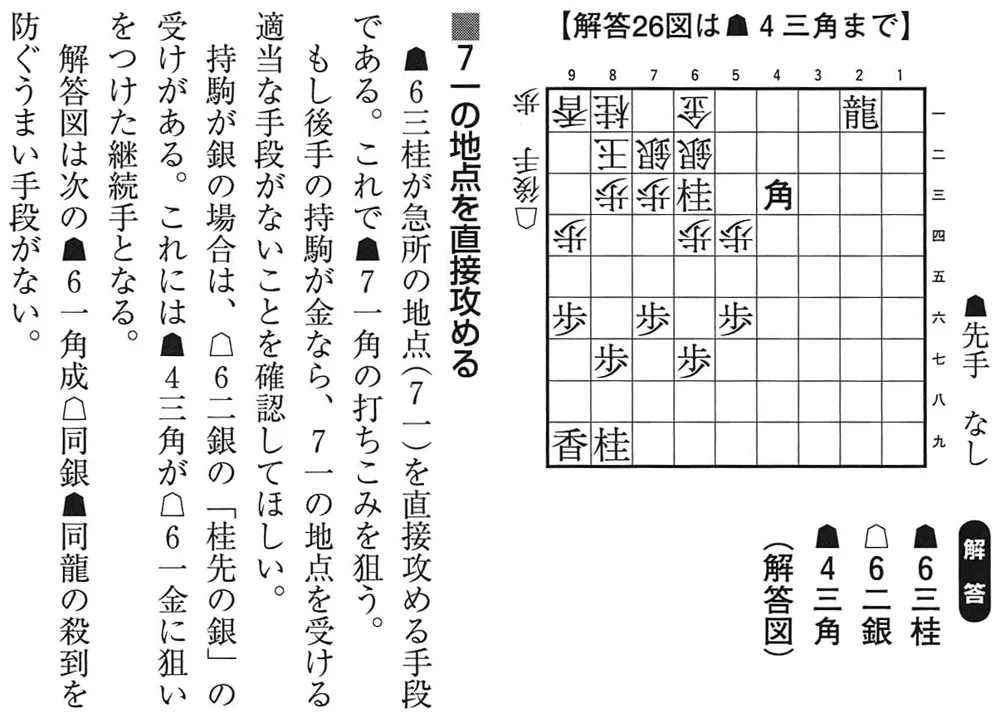 【解答26図は☗4三角まで】
9 8 7 6 5 4 3 2 1
香 桂 金 龍 一
王 銀 銀 二
歩 歩 桂 角 三
歩 歩 歩 四
五
歩 歩 歩 六
歩 歩 七
八
香 桂 九
☖後手 歩
☗先手 なし
解答
☗6三桂
☖6二銀
☗4三角
(解答図)
■7一の地点を直接攻める
☗6三桂が急所の地点(7一)を直接攻める手段
である。これで☗7一角の打ちこみを狙う。
もし後手の持駒が金なら、7一の地点を受ける
適当な手段がないことを確認してほしい。
持駒が銀の場合は、☖6二銀の「桂先の銀」の
受けがある。これには☗4三角が☖6一金に狙い
をつけた継続手となる。
解答図は次の☗6一角成☖同銀☗同龍の殺到を
防ぐうまい手段がない。